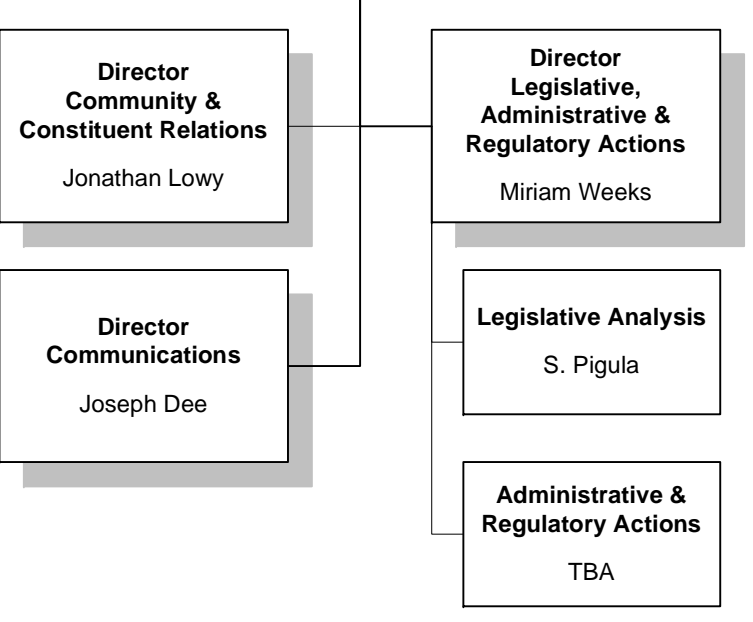 Director
Community &
Constituent Relations
Jonathan Lowy
Director
Legislative,
Administrative &
Regulatory Actions
Miriam Weeks
Director
Communications
Joseph Dee
Legislative Analysis
S. Pigula
Administrative &
Regulatory Actions
TBA